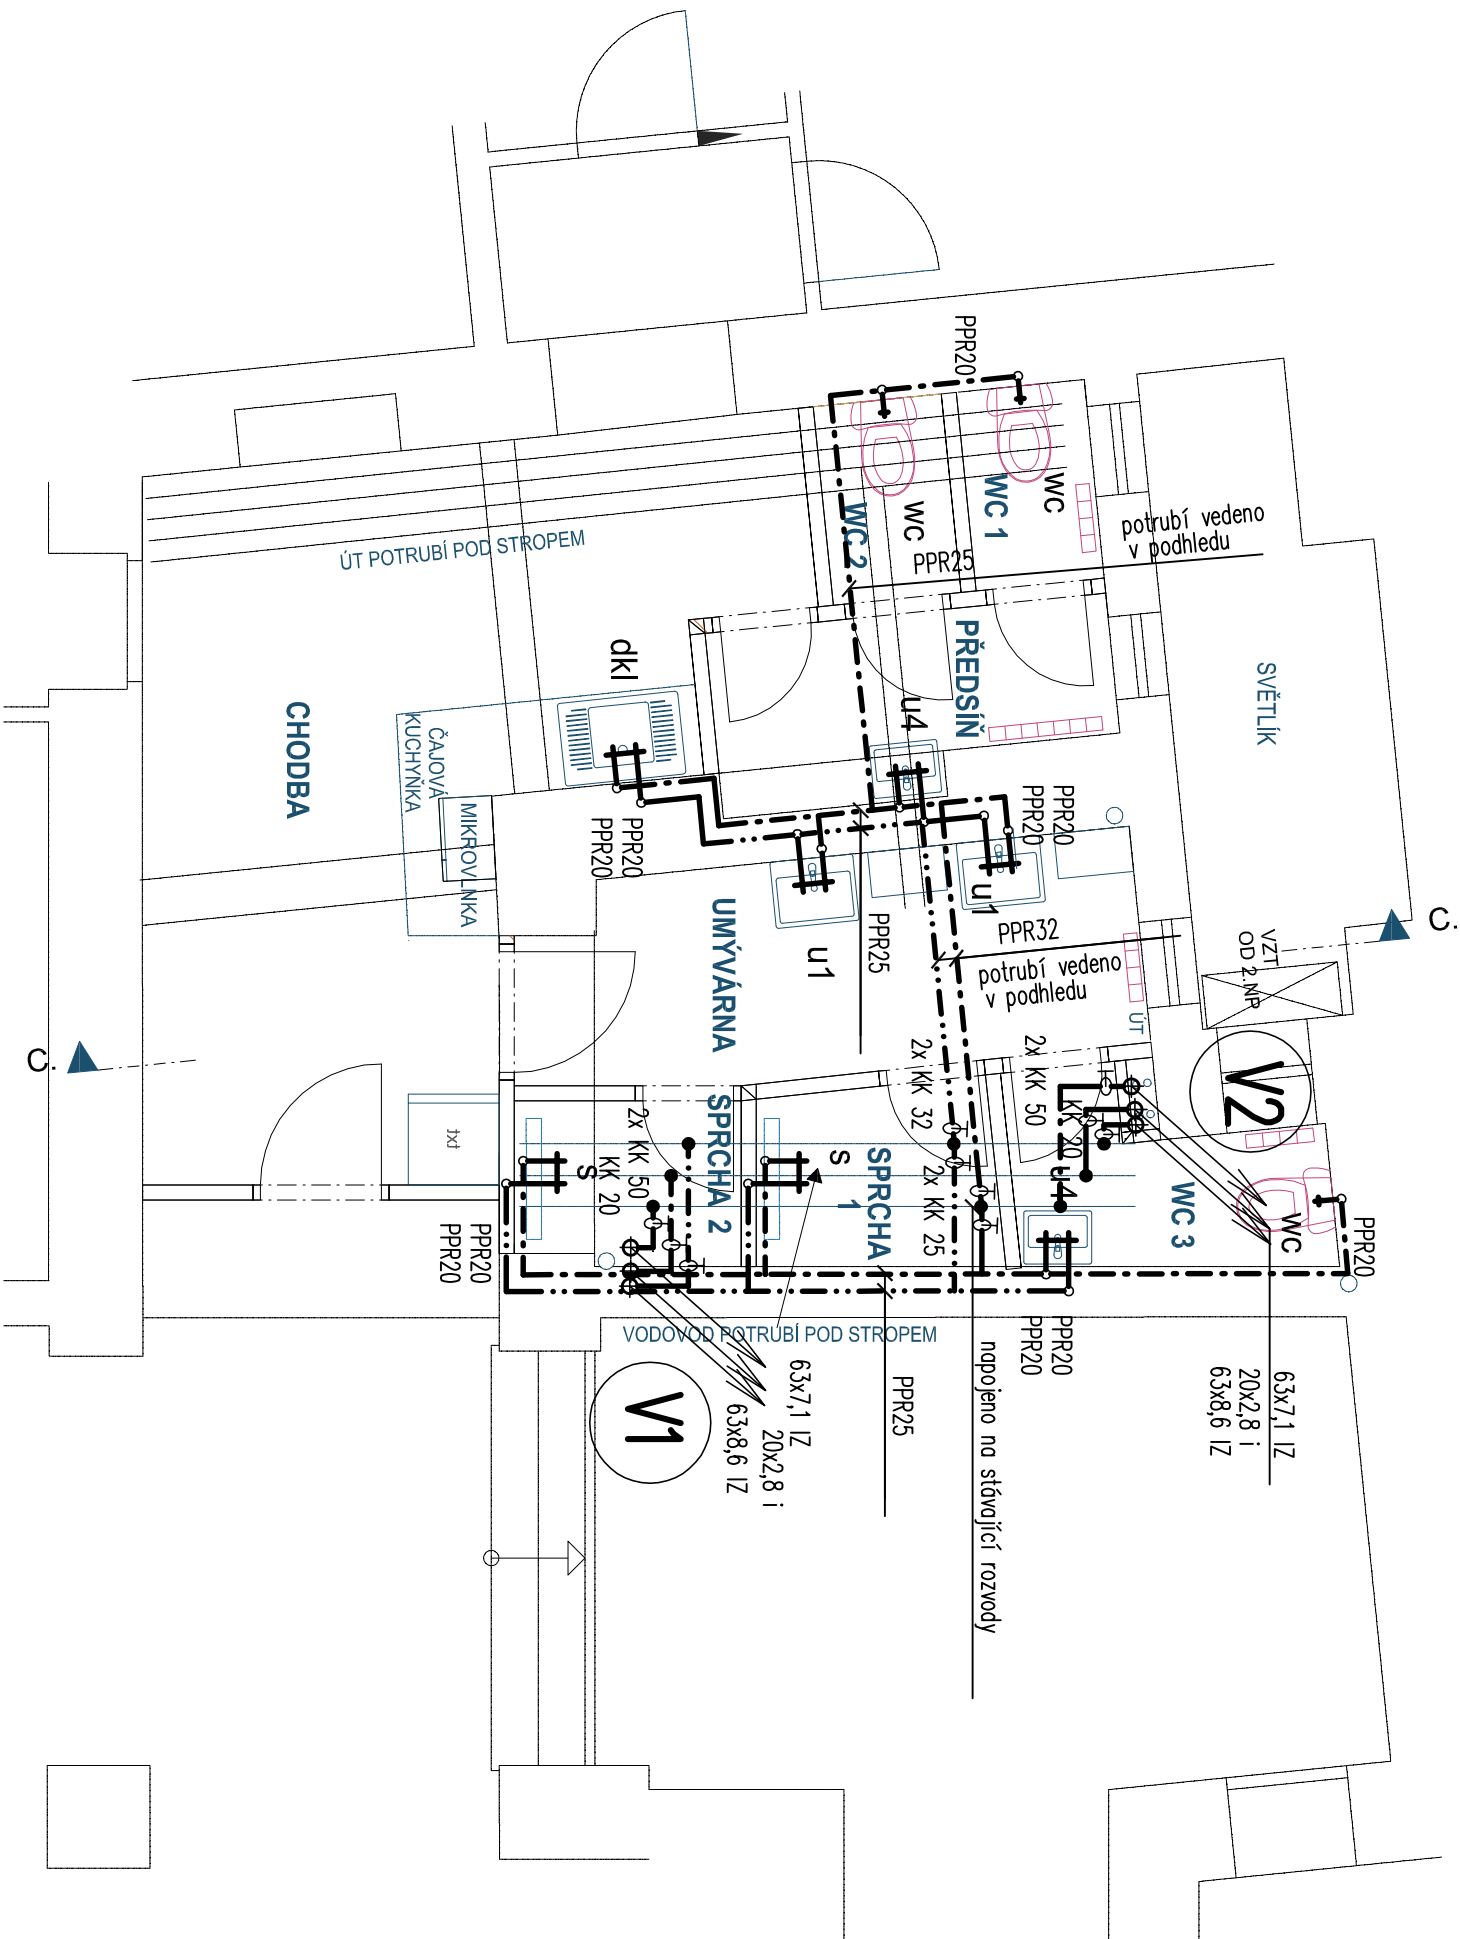 PPR20
WC
WC 1
potrubí vedeno
v podhledu
WC
WC 2
PPR25
ÚT POTRUBÍ POD STROPEM
dkl
PŘEDSÍŇ
u4
SVĚTLÍK
CHODBA
ČAJOVÁ
KUCHYŇKA
MIKROVLNKA
PPR20
PPR20
PPR20
PPR20
u1
u1
UMÝVÁRNA
PPR25
PPR32
potrubí vedeno
v podhledu
VZT
OD 2.NP
C.
ÚT
V2
C.
2x KK 32
2x KK 50
KK 20
u4
2x KK 25
SPRCHA 2
2x KK 50
KK 20
s
s
SPRCHA
1
WC 3
WC
PPR20
txt
PPR20
PPR20
VODOVOD POTRUBÍ POD STROPEM
PPR20
PPR20
V1
63x7,1 IZ
20x2,8 i
63x8,6 IZ
PPR25
napojeno na stávající rozvody
63x7,1 IZ
20x2,8 i
63x8,6 IZ